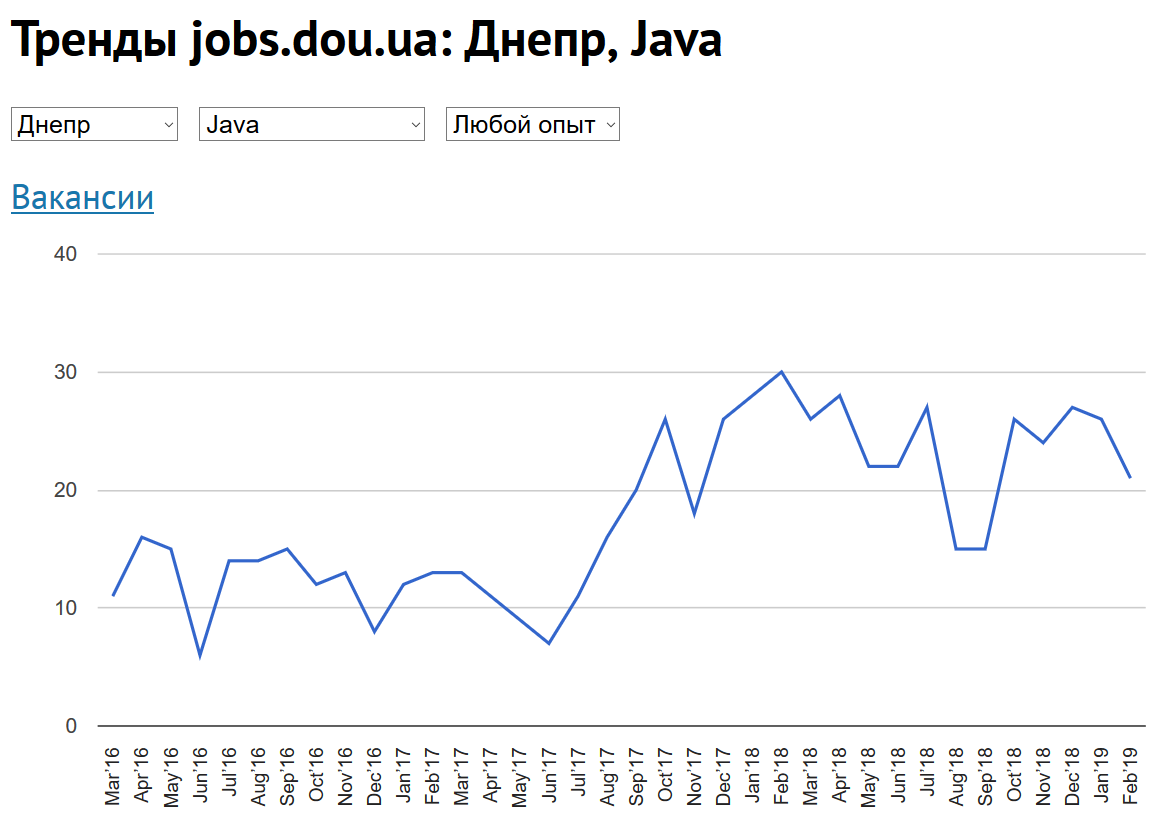 Тренды jobs.dou.ua: Днепр, Java
Днепр Java Любой опыт
Вакансии
40
30
20
10
0
Mar’16 Apr’16 May’16 Jun’16 Jul’16 Aug’16 Sep’16 Oct’16 Nov’16 Dec’16 Jan’17 Feb’17 Mar’17 Apr’17 May’17 Jun’17 Jul’17 Aug’17 Sep’17 Oct’17 Nov’17 Dec’17 Jan’18 Feb’18 Mar’18 Apr’18 May’18 Jun’18 Jul’18 Aug’18 Sep’18 Oct’18 Nov’18 Dec’18 Jan’19 Feb’19